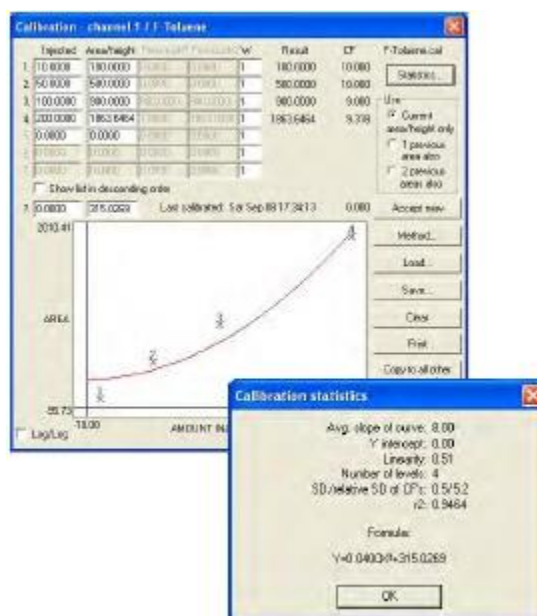 Calibration - channel 1 / F-Toluene
Injected Area/height W Result CF F-Toluene.cal
1: 10.0000 100.0000 1 100.0000 10.000 Statistics...
2: 50.0000 500.0000 1 500.0000 10.000
3: 100.0000 900.0000 1 900.0000 9.000
4: 200.0000 1863.6464 1 1863.6464 9.318
0.0000 0.0000 1
1
1
Use
Current area/height only
1 previous area also
2 previous areas also
Show list in descending order
0.0000 315.0269 Last calibrated: Sat Sep 08 17:34:13 0.000 Accept new
2010.41
Method...
Load...
Save...
AREA
Clear
Print
Copy to all other
-10.00
AMOUNT
Log/Log
Calibration statistics
Avg. slope of curve: 8.00
Y intercept: 0.00
Linearity: 0.51
Number of levels: 4
SD/relative SD of CF's: 0.5/5.2
r2: 0.9464
Formula:
OK